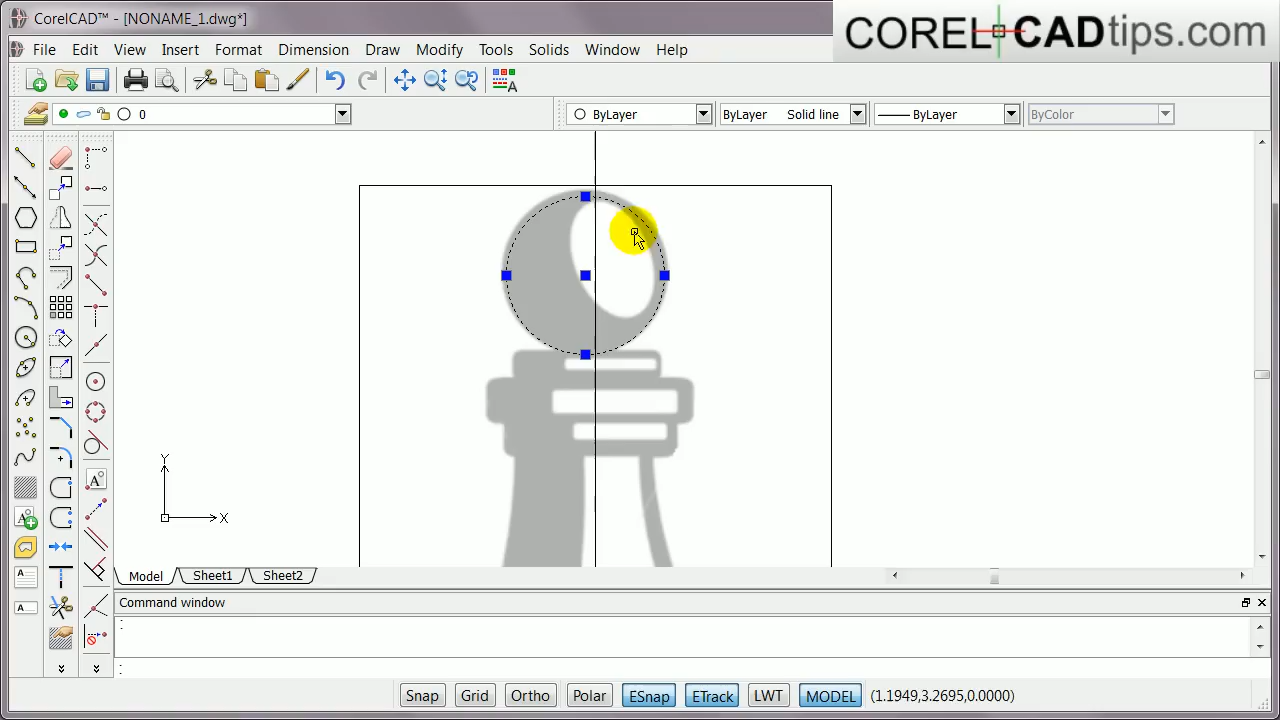 CorelCAD™ - [NONAME_1.dwg*]
CORELCADtips.com
File Edit View Insert Format Dimension Draw Modify Tools Solids Window Help
A
0 ByLayer ByLayer Solid line ByLayer ByColor
A
A
A
A
Y
X
Model Sheet1 Sheet2
Command window
:
:
Snap Grid Ortho Polar ESnap ETrack LWT MODEL (1.1949,3.2695,0.0000)